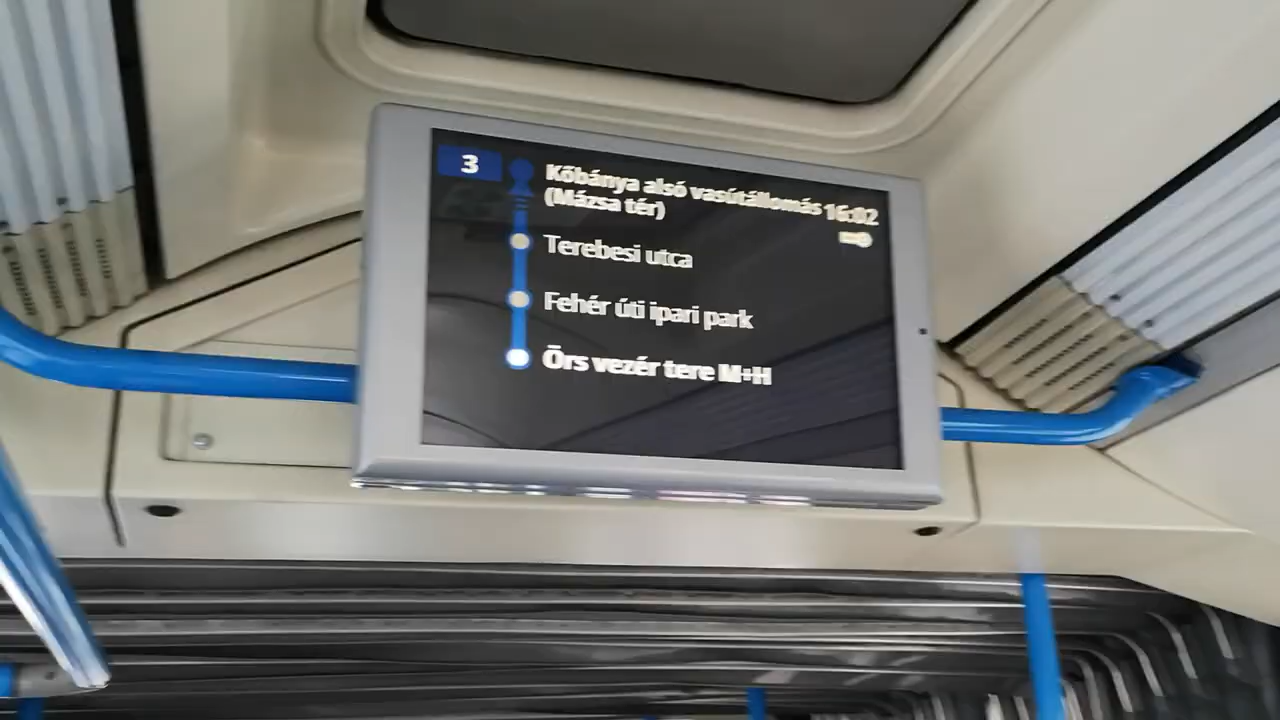 3
Kőbánya alsó vasútállomás 16:02
(Mázsa tér)
Terebesi utca
Fehér úti ipari park
Örs vezér tere M+H